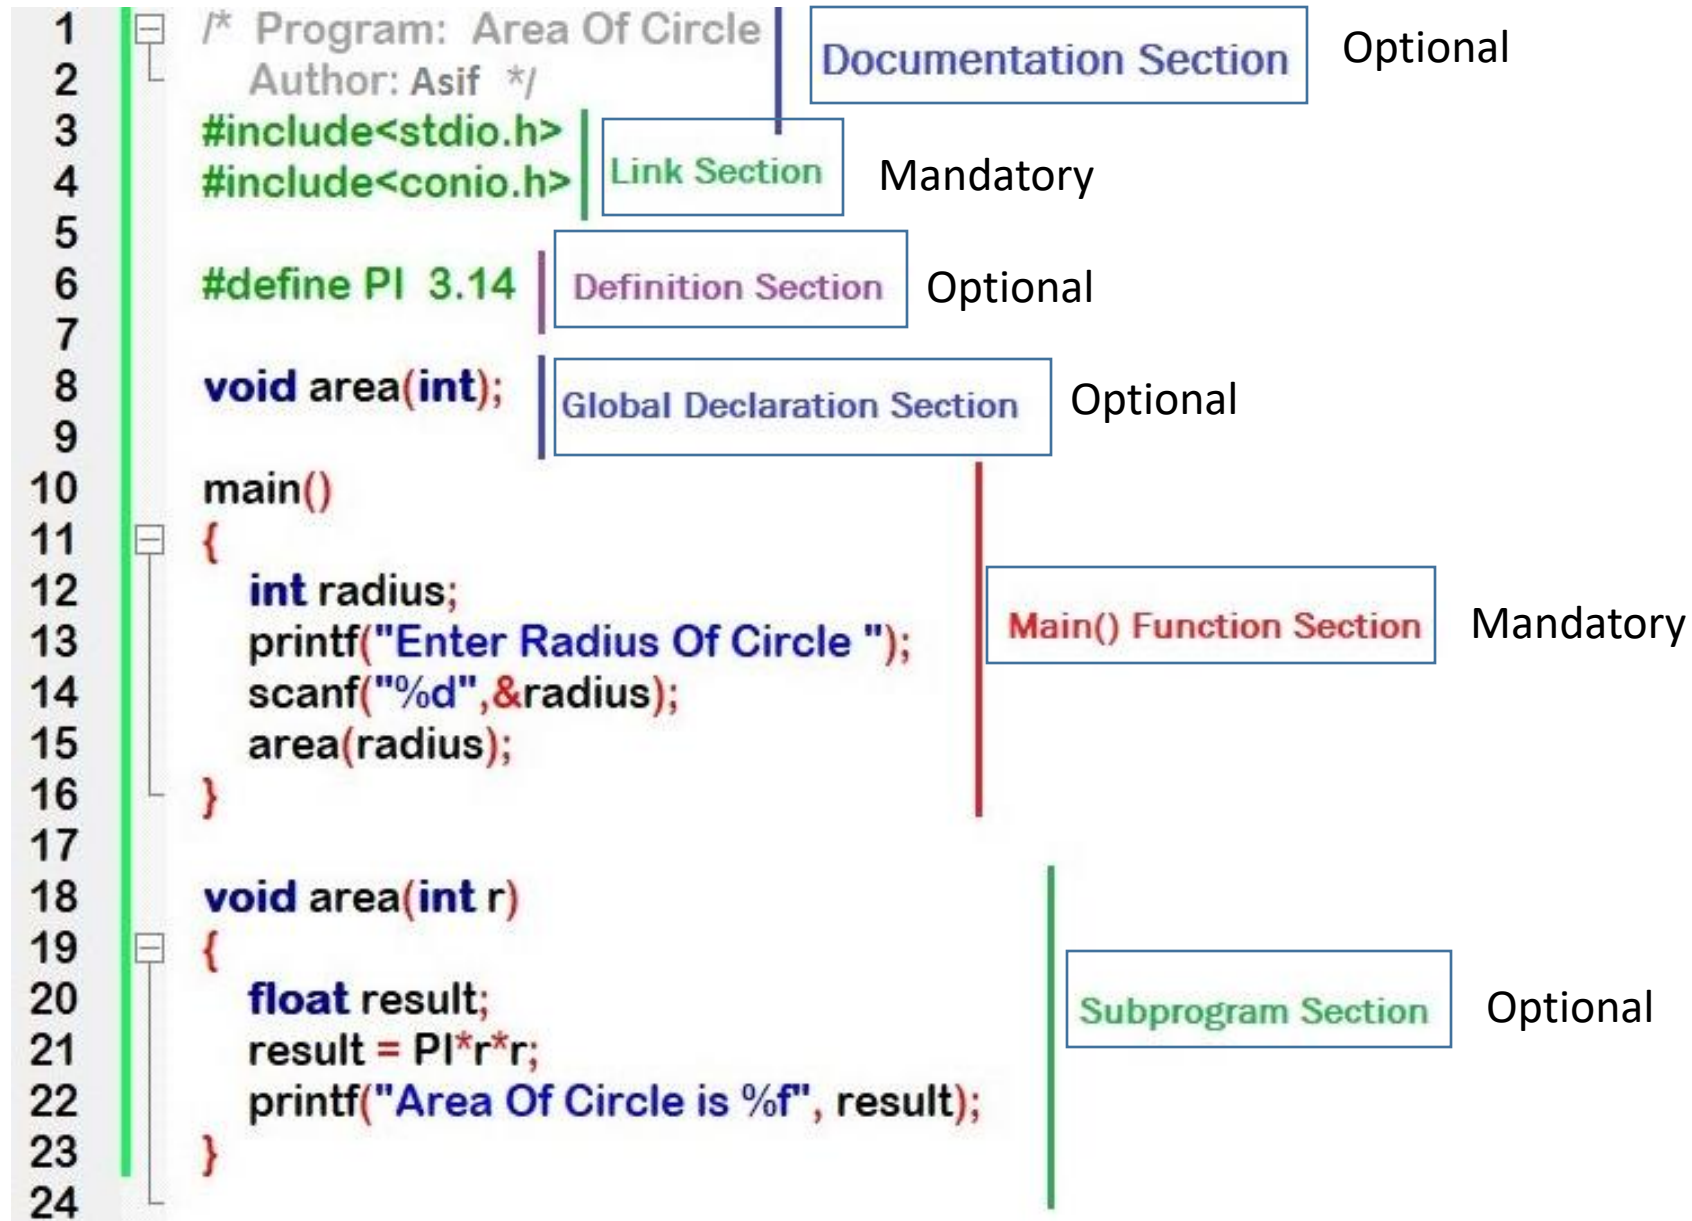 1 /* Program: Area Of Circle Documentation Section Optional
2 Author: Asif */
3 #include<stdio.h>
4 #include<conio.h> Link Section Mandatory
5
6 #define PI 3.14 Definition Section Optional
7
8 void area(int); Global Declaration Section Optional
9
10 main()
11 {
12 int radius;
13 printf("Enter Radius Of Circle "); Main() Function Section Mandatory
14 scanf("%d",&radius);
15 area(radius);
16 }
17
18 void area(int r)
19 {
20 float result; Subprogram Section Optional
21 result = PI*r*r;
22 printf("Area Of Circle is %f", result);
23 }
24